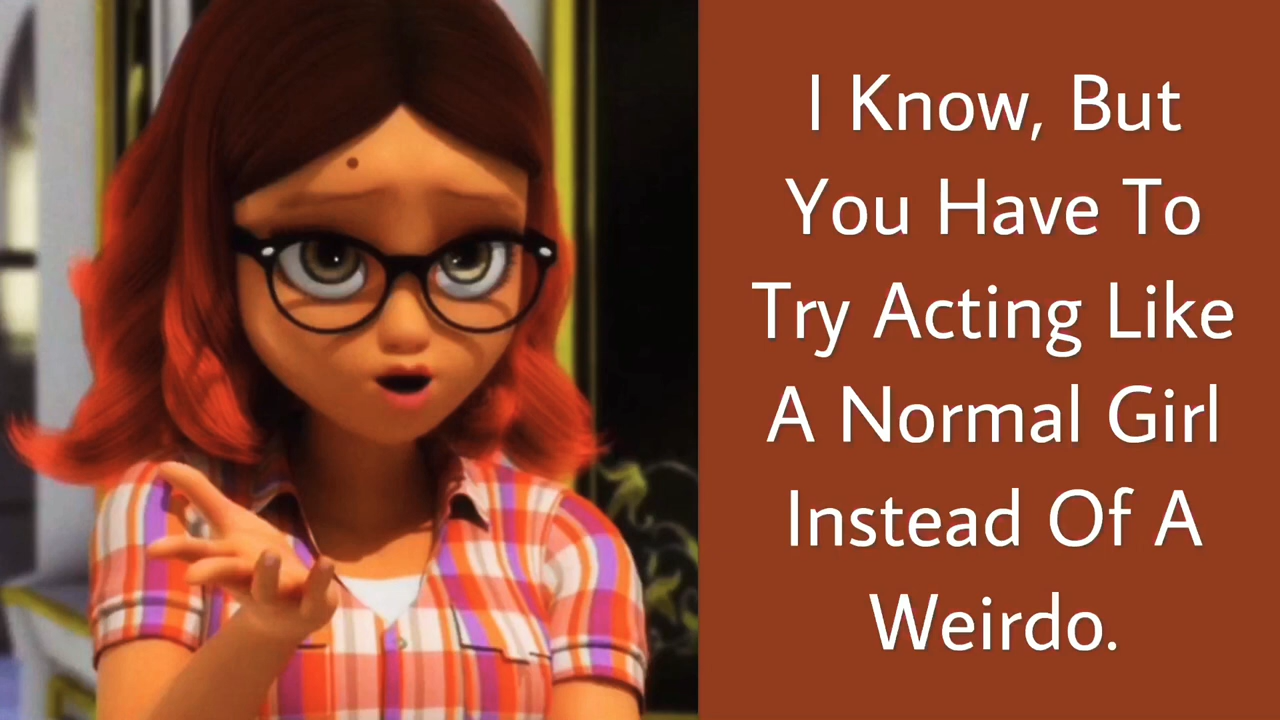 I Know, But
You Have To
Try Acting Like
A Normal Girl
Instead Of A
Weirdo.